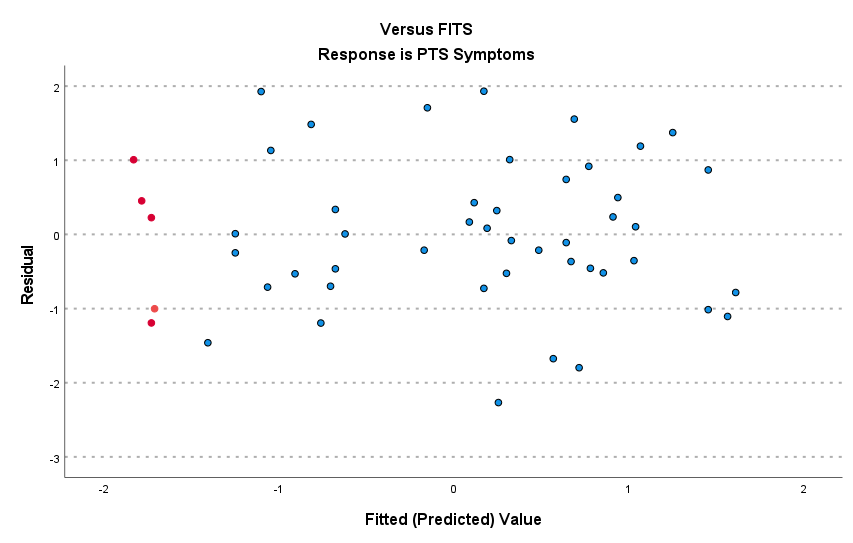 Versus FITS
Response is PTS Symptoms
2
1
0
-1
-2
-3
Residual
-2 -1 0 1 2
Fitted (Predicted) Value